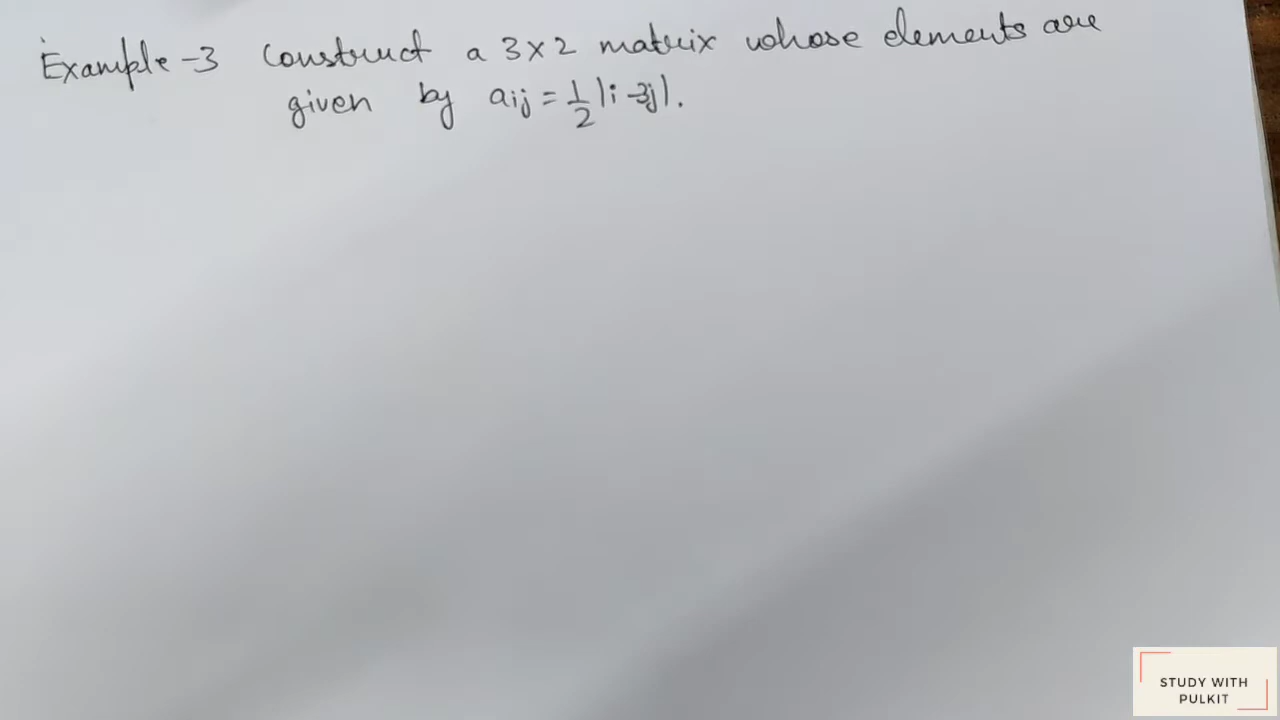 Example-3 Construct a 3×2 matrix whose elements are
given by aij = 1/2 |i-3j|.
STUDY WITH
PULKIT